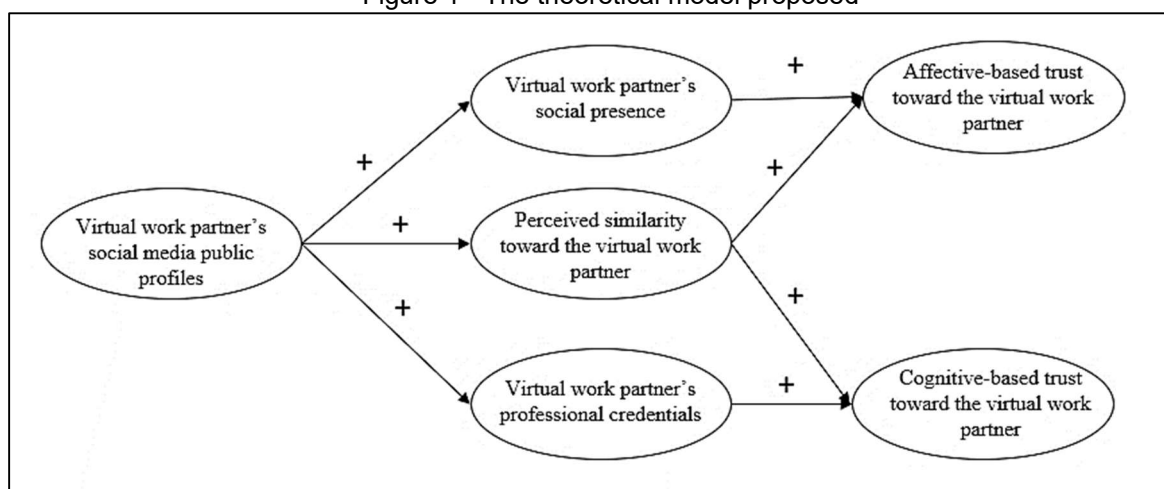 Figure 1 - The theoretical model proposed
Virtual work partner's
social presence
+
Affective-based trust
toward the virtual work
partner
+
+
Virtual work partner's
social media public
profiles
+
Perceived similarity
toward the virtual work
partner
+
+
Virtual work partner's
professional credentials
+
Cognitive-based trust
toward the virtual work
partner